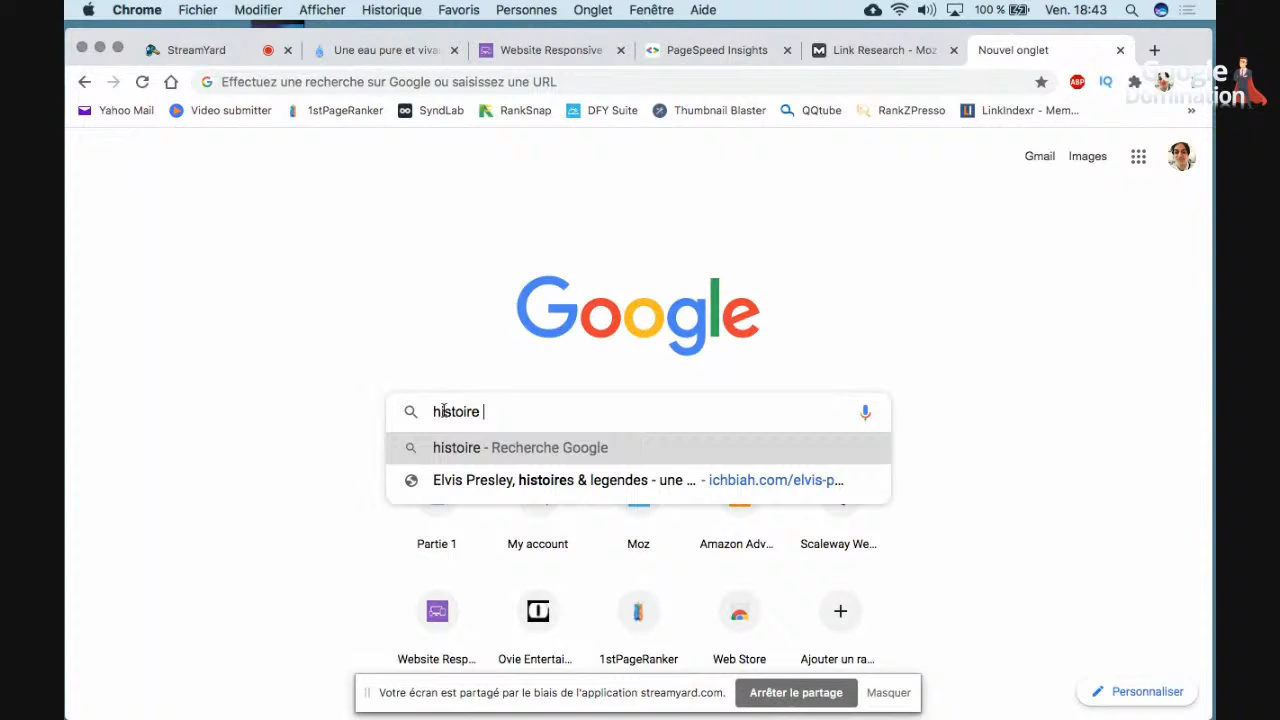 Chrome Fichier Modifier Afficher Historique Favoris Personnes Onglet Fenêtre Aide 100 % Ven. 18:43
StreamYard Une eau pure et viva Website Responsive PageSpeed Insights Link Research - Moz Nouvel onglet
Effectuez une recherche sur Google ou saisissez une URL ABP IQ
Google
Domination
Yahoo Mail Video submitter 1stPageRanker SyndLab RankSnap DFY Suite Thumbnail Blaster QQtube RankZPresso LinkIndexr - Mem... »
Gmail Images
Google
histoire
histoire - Recherche Google
Elvis Presley, histoires & legendes - une ... - ichbiah.com/elvis-p...
Partie 1 My account Moz Amazon Adv... Scaleway We...
Website Resp... Ovie Entertai... 1stPageRanker Web Store Ajouter un ra...
Votre écran est partagé par le biais de l'application streamyard.com. Arrêter le partage Masquer
Personnaliser